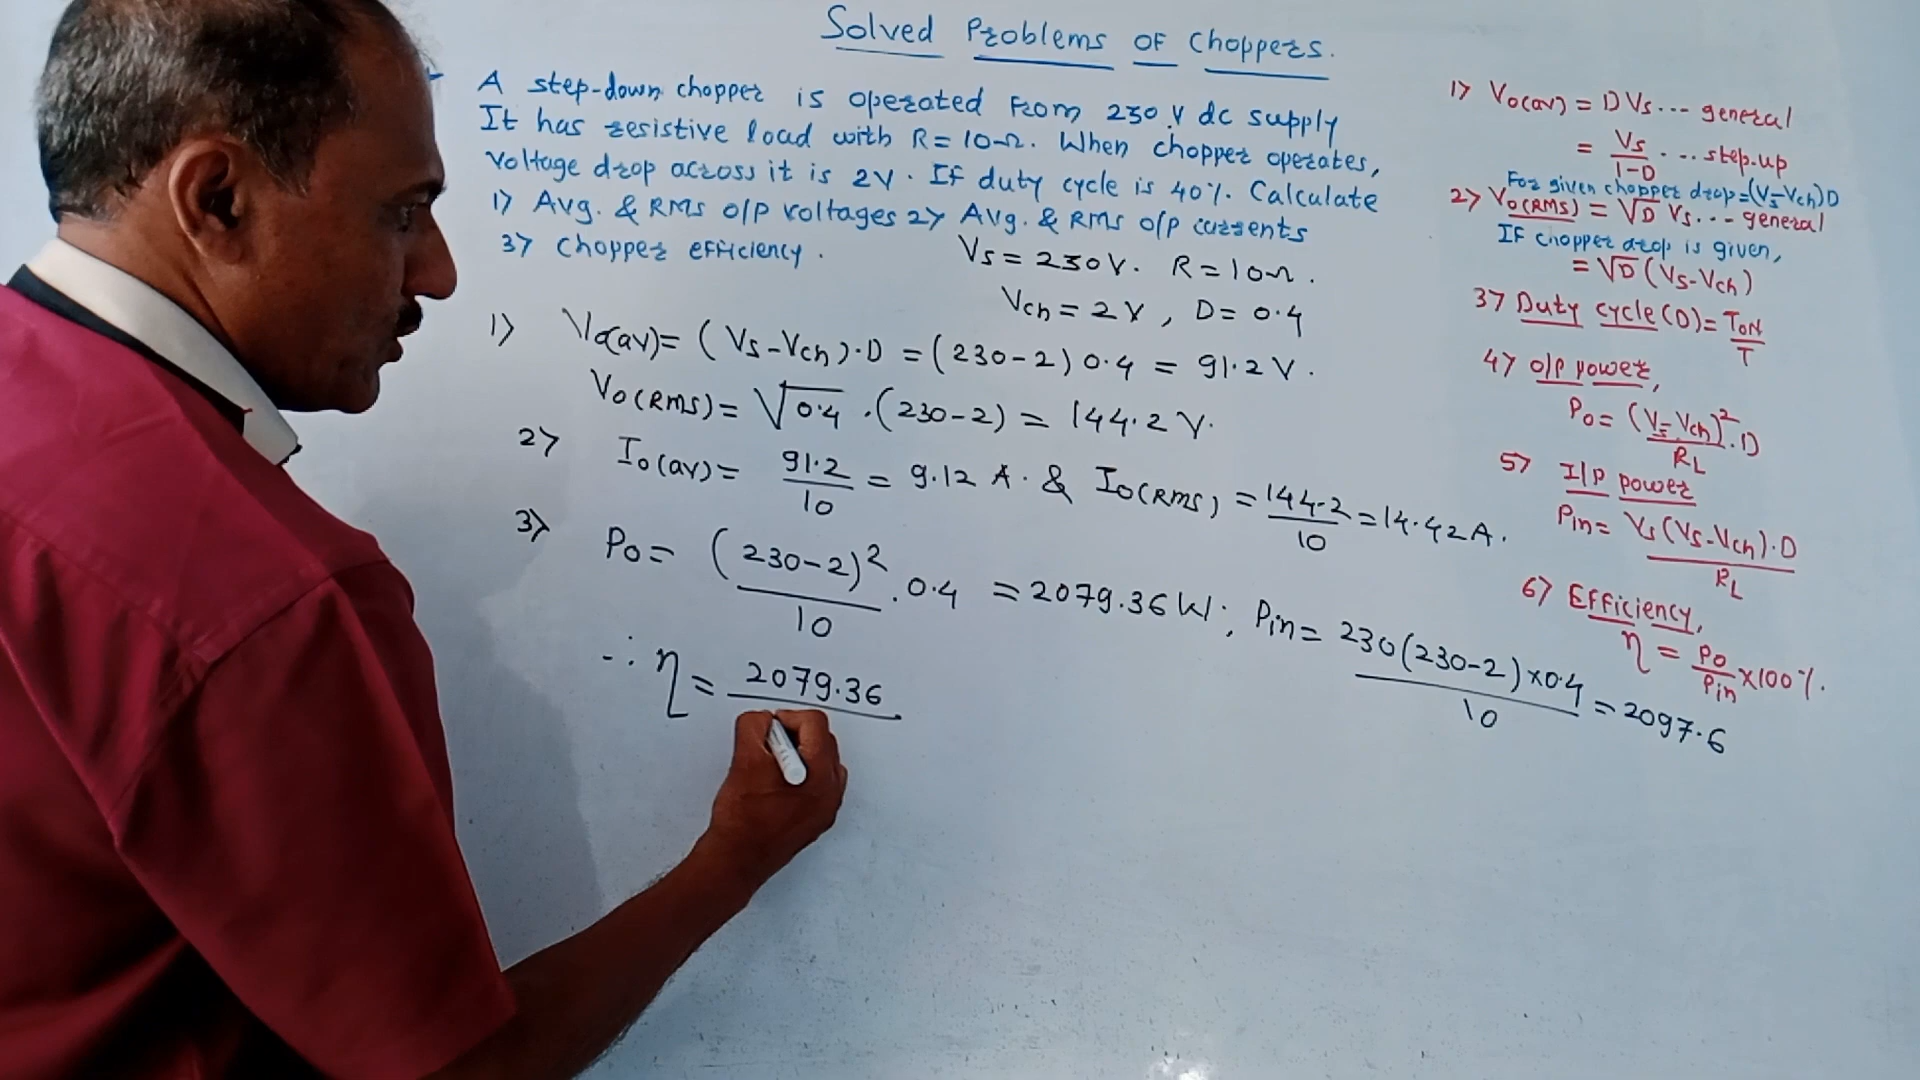 Solved Problems of Choppers.
A step-down chopper is operated From 230 V dc supply
It has resistive load with R = 10Ω. When chopper operates,
Voltage drop across it is 2V. If duty cycle is 40%. Calculate
1) Avg. & RMS o/p voltages 2) Avg. & RMS o/p currents
3) Chopper efficiency.
Vs = 230V. R = 10Ω.
Vch = 2V, D = 0.4
1) Vo(av) = (Vs-Vch).D = (230-2) 0.4 = 91.2 V.
Vo(RMS) = √0.4 .(230-2) = 144.2 V.
2) Io(av) = 91.2/10 = 9.12 A. & Io(RMS) = 144.2/10 = 14.42A.
3) Po = (230-2)²/10 .0.4 = 2079.36 W; Pin = 230(230-2)x0.4/10 = 2097.6
∴ η = 2079.36
1) Vo(av) = DVs ... general
= Vs/1-D ... step-up
For given chopper drop = (Vs-Vch)D
2) Vo(RMS) = √D Vs ... general
If chopper drop is given,
= √D (Vs-Vch)
3) Duty cycle (D) = TON/T
4) o/p power,
Po = (Vs-Vch)²/RL .D
5) I/P power
Pin = Vs(Vs-Vch).D/RL
6) Efficiency,
η = Po/Pin x100%.